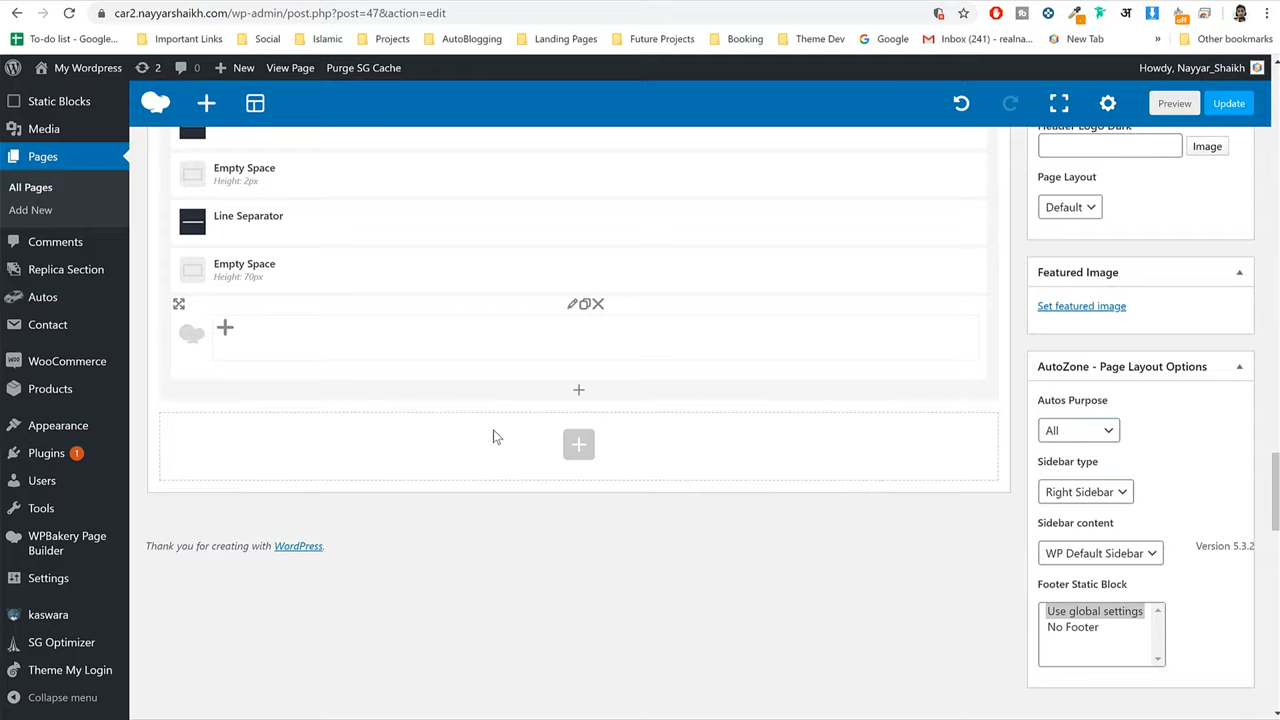 car2.nayyarshaikh.com/wp-admin/post.php?post=47&action=edit
To-do list - Google...
Important Links
Social
Islamic
Projects
AutoBlogging
Landing Pages
Future Projects
Booking
Theme Dev
Google
Inbox (241) - realna...
New Tab
»
Other bookmarks
My Wordpress
2
0
New
View Page
Purge SG Cache
Howdy, Nayyar_Shaikh
Static Blocks
Media
Pages
All Pages
Add New
Comments
Replica Section
Autos
Contact
WooCommerce
Products
Appearance
Plugins 1
Users
Tools
WPBakery Page
Builder
Settings
kaswara
SG Optimizer
Theme My Login
Collapse menu
Preview
Update
Empty Space
Height: 2px
Line Separator
Empty Space
Height: 70px
Thank you for creating with WordPress.
Header Logo Dark
Image
Page Layout
Default
Featured Image
Set featured image
AutoZone - Page Layout Options
Autos Purpose
All
Sidebar type
Right Sidebar
Sidebar content
WP Default Sidebar
Version 5.3.2
Footer Static Block
Use global settings
No Footer